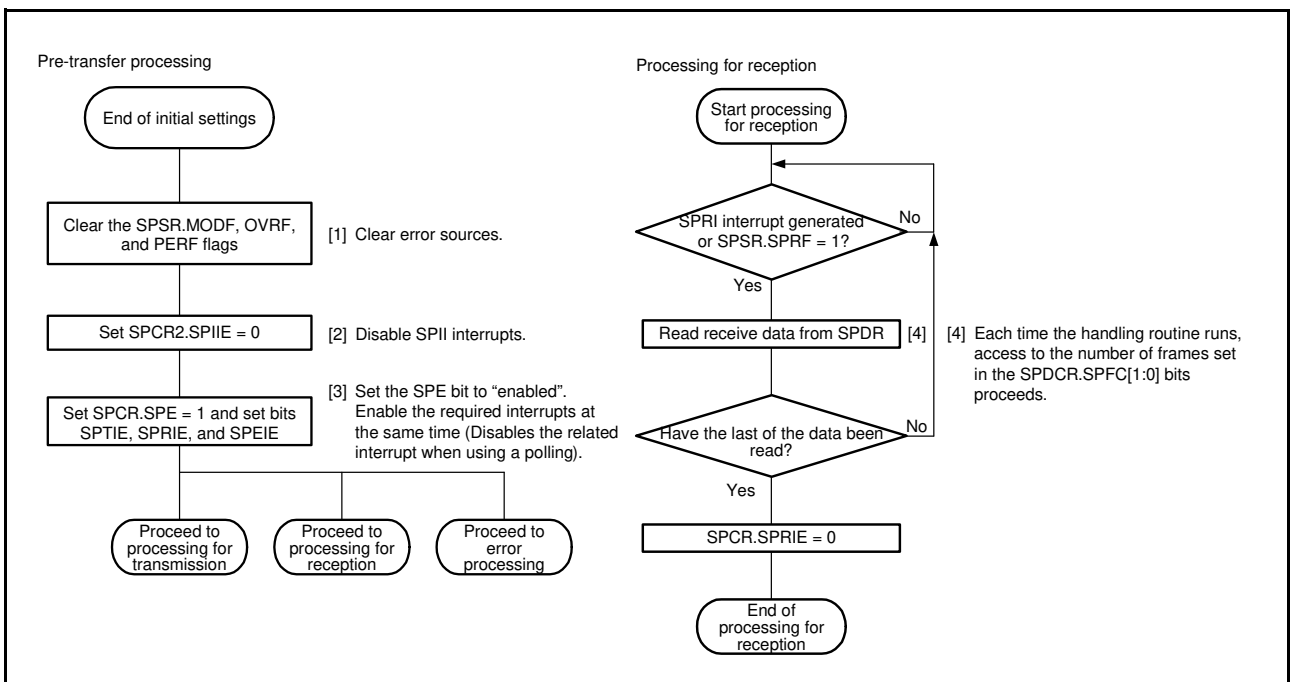 Pre-transfer processing
End of initial settings
Clear the SPSR.MODF, OVRF,
and PERF flags
[1] Clear error sources.
Set SPCR2.SPIIE = 0
[2] Disable SPII interrupts.
Set SPCR.SPE = 1 and set bits
SPTIE, SPRIE, and SPEIE
[3] Set the SPE bit to “enabled”.
Enable the required interrupts at
the same time (Disables the related
interrupt when using a polling).
Proceed to
processing for
transmission
Proceed to
processing for
reception
Proceed to
error
processing
Processing for reception
Start processing
for reception
SPRI interrupt generated
or SPSR.SPRF = 1?
No
Yes
Read receive data from SPDR
[4]
[4] Each time the handling routine runs,
access to the number of frames set
in the SPDCR.SPFC[1:0] bits
proceeds.
Have the last of the data been
read?
No
Yes
SPCR.SPRIE = 0
End of
processing for
reception